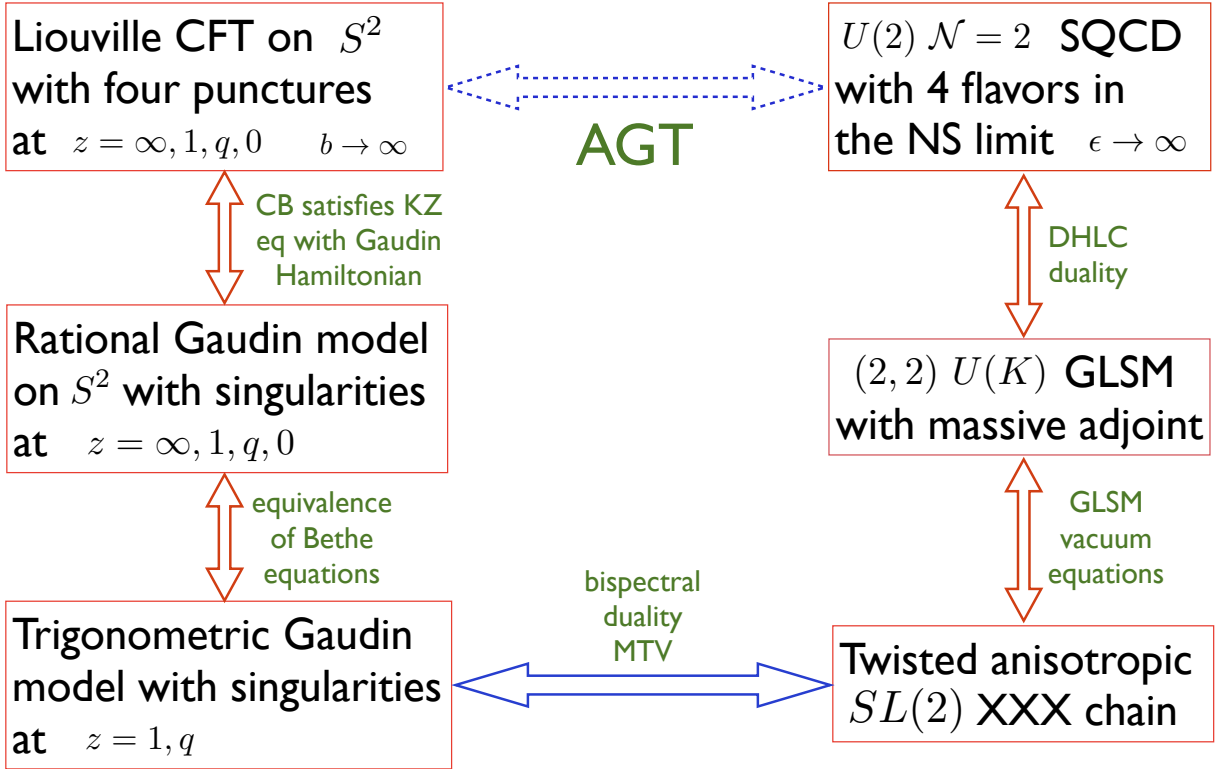 Liouville CFT on S^2
with four punctures
at z = ∞, 1, q, 0 b → ∞
AGT
U(2) 𝒩 = 2 SQCD
with 4 flavors in
the NS limit ϵ → ∞
CB satisfies KZ
eq with Gaudin
Hamiltonian
DHLC
duality
Rational Gaudin model
on S^2 with singularities
at z = ∞, 1, q, 0
(2, 2) U(K) GLSM
with massive adjoint
equivalence
of Bethe
equations
GLSM
vacuum
equations
bispectral
duality
MTV
Trigonometric Gaudin
model with singularities
at z = 1, q
Twisted anisotropic
SL(2) XXX chain